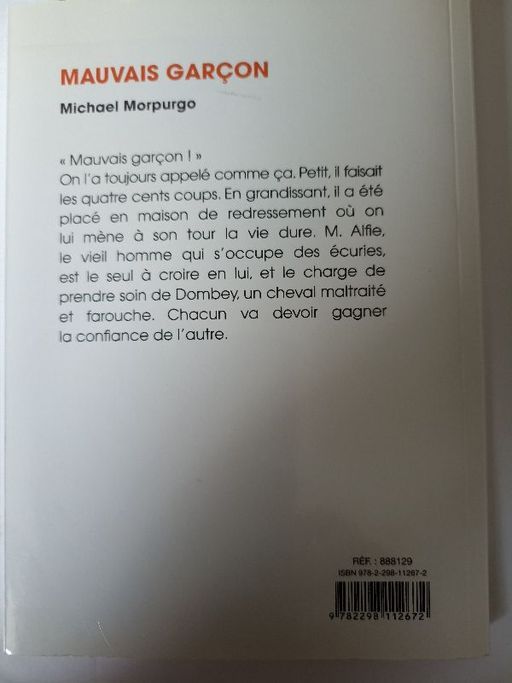 MAUVAIS GARÇON
Michael Morpurgo
« Mauvais garçon ! »
On l'a toujours appelé comme ça. Petit, il faisait
les quatre cents coups. En grandissant, il a été
placé en maison de redressement où on
lui mène à son tour la vie dure. M. Alfie,
le vieil homme qui s'occupe des écuries,
est le seul à croire en lui, et le charge de
prendre soin de Dombey, un cheval maltraité
et farouche. Chacun va devoir gagner
la confiance de l'autre.
RÉF. : 888129
ISBN 978-2-298-11267-2
9 782298 112672